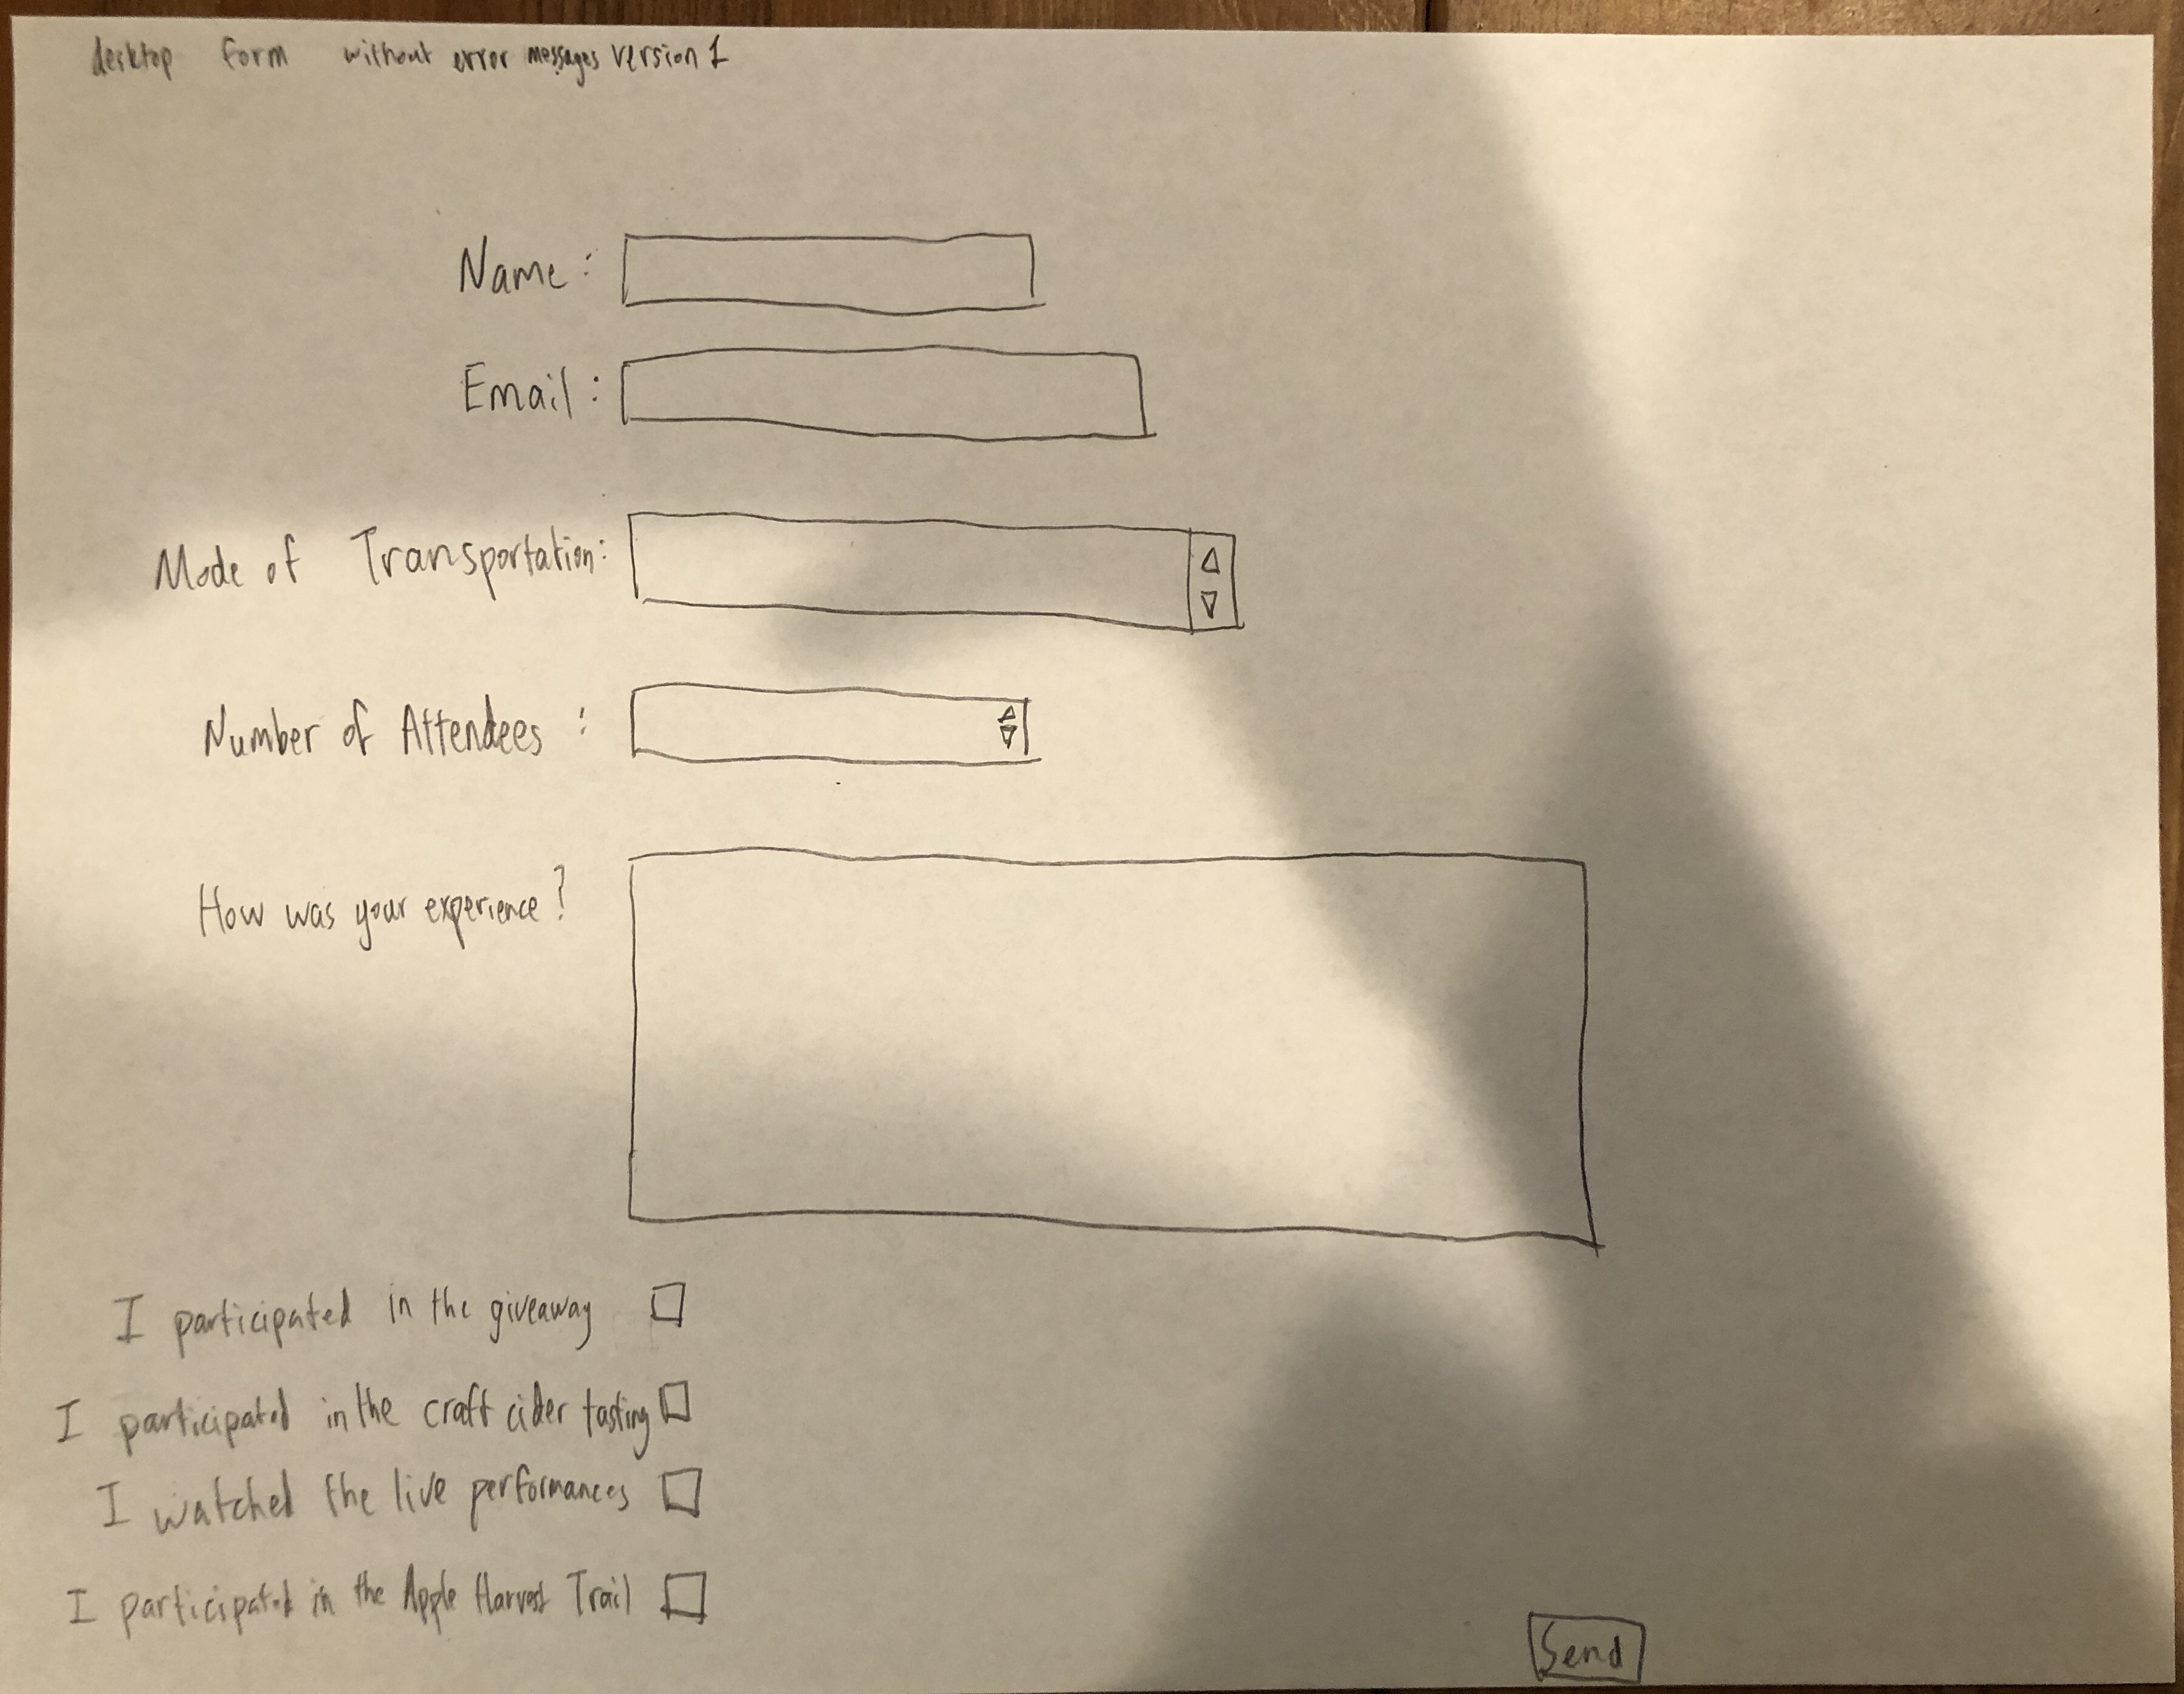 desktop form without error messages version 1
Name:
Email:
Mode of Transportation:
Number of Attendees :
How was your experience?
I participated in the giveaway
I participated in the craft cider tasting
I watched the live performances
I participated in the Apple Harvest Trail
Send